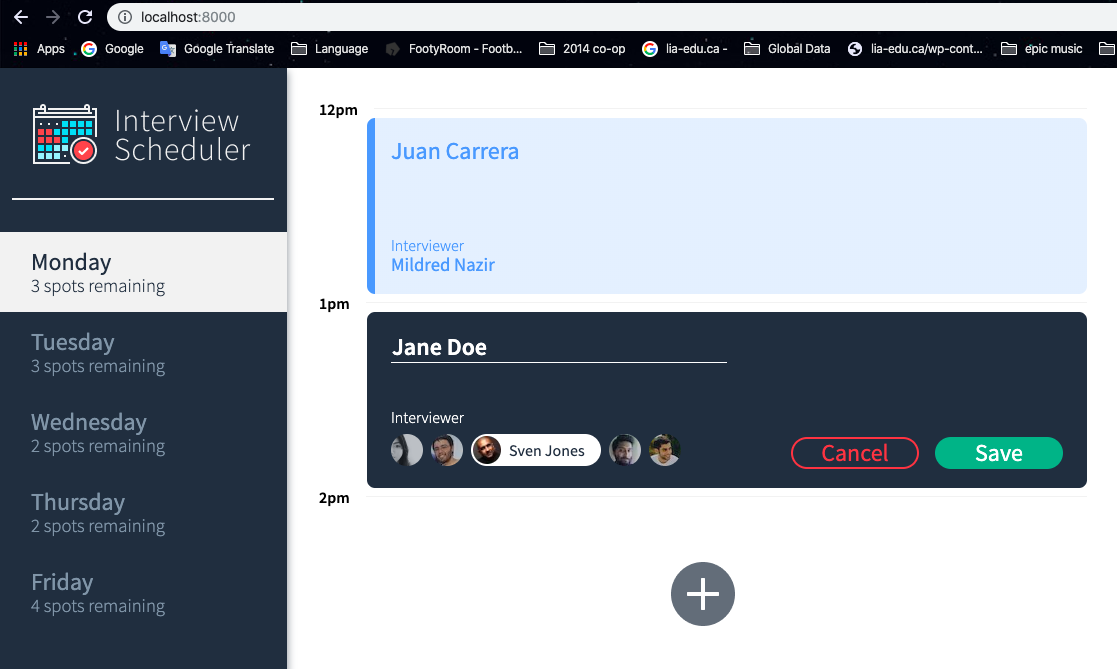 localhost:8000
Apps Google Google Translate Language FootyRoom - Footb... 2014 co-op lia-edu.ca - Global Data lia-edu.ca/wp-cont... epic music
Interview
Scheduler
Monday
3 spots remaining
Tuesday
3 spots remaining
Wednesday
2 spots remaining
Thursday
2 spots remaining
Friday
4 spots remaining
12pm
Juan Carrera
Interviewer
Mildred Nazir
1pm
Jane Doe
Interviewer
Sven Jones
Cancel Save
2pm